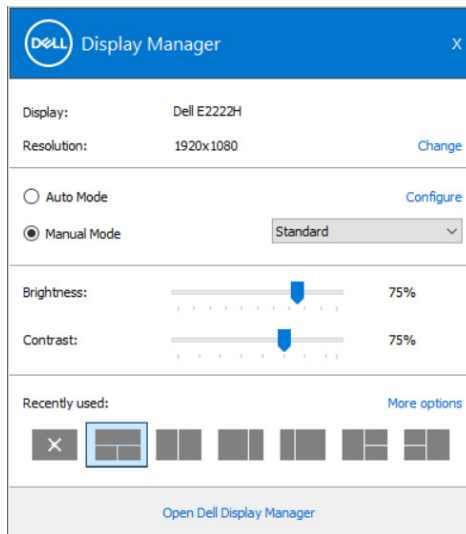 DELL Display Manager X
Display: Dell E2222H
Resolution: 1920x1080 Change
Auto Mode Configure
Manual Mode Standard
Brightness: 75%
Contrast: 75%
Recently used: More options
Open Dell Display Manager